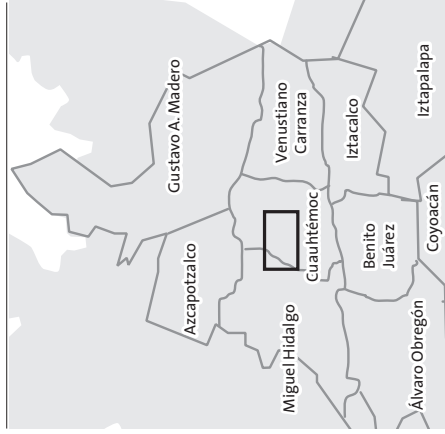 Gustavo A. Madero
Azcapotzalco
Venustiano
Carranza
Miguel Hidalgo
Cuauhtémoc
Iztacalco
Benito
Juárez
Iztapalapa
Álvaro Obregón
Coyoacán